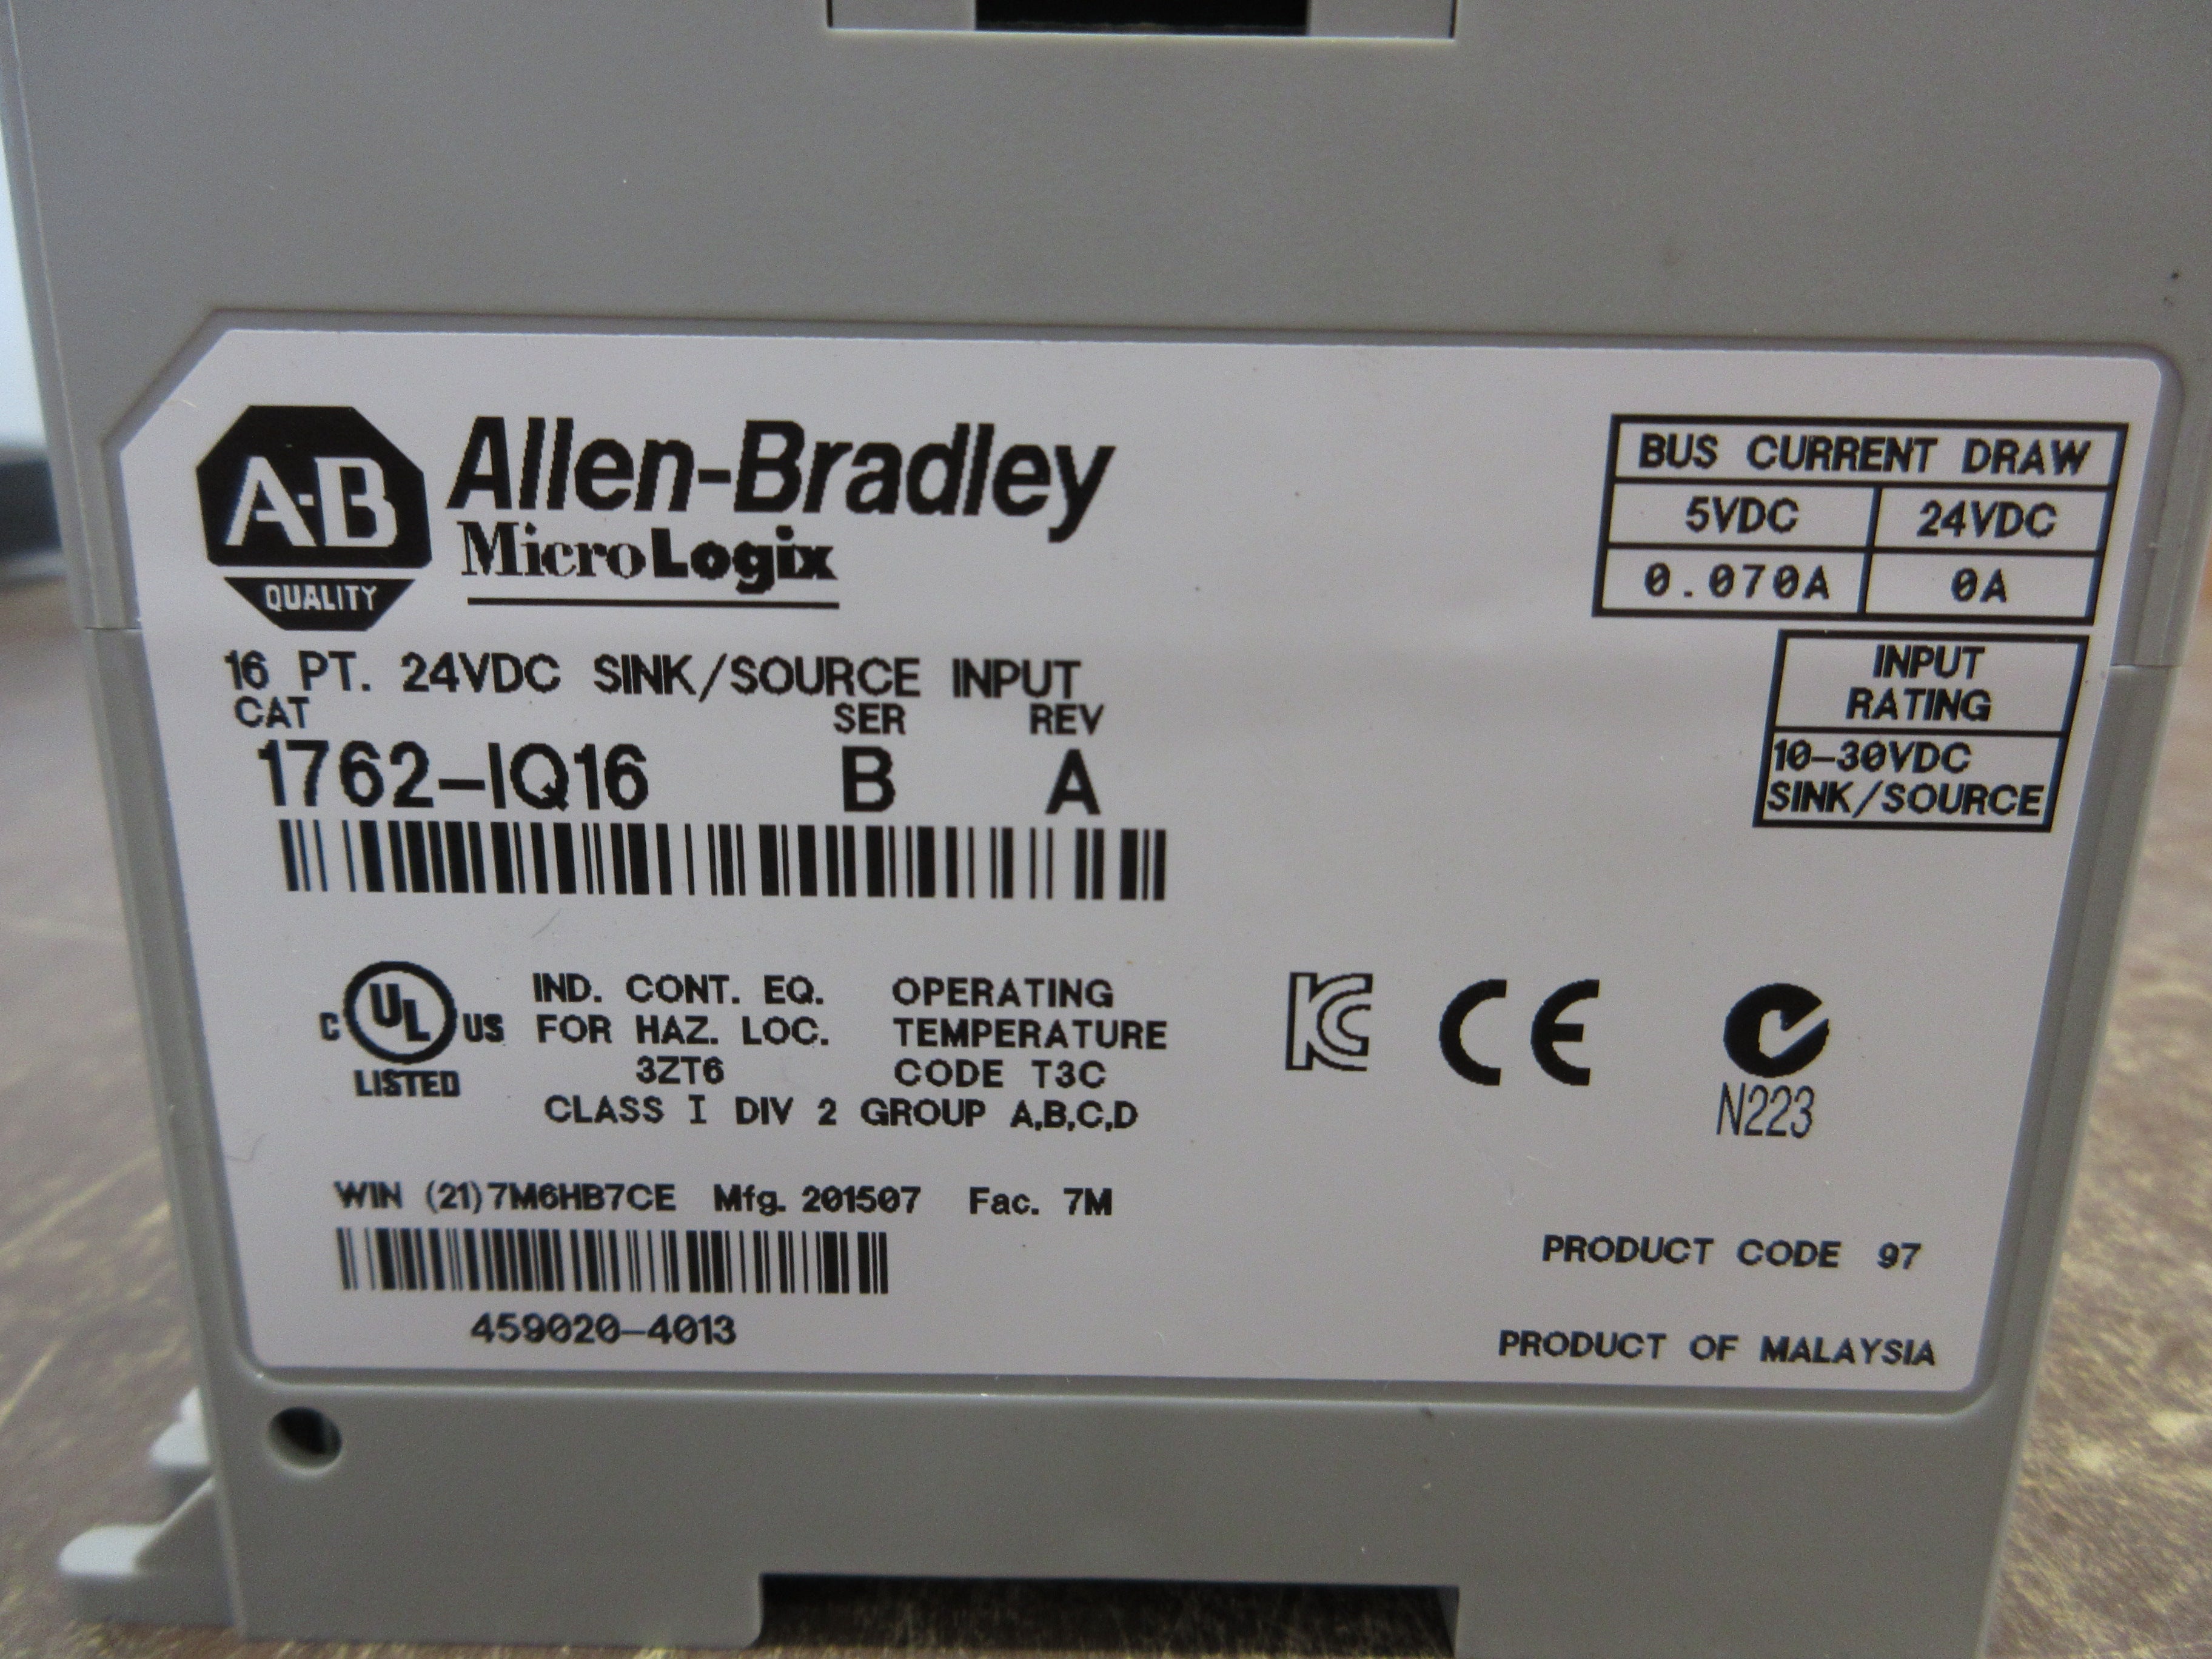 A-B
QUALITY
Allen-Bradley
MicroLogix
BUS CURRENT DRAW
5VDC 24VDC
0.070A 0A
INPUT
RATING
10-30VDC
SINK/SOURCE
16 PT. 24VDC SINK/SOURCE INPUT
CAT SER REV
1762-IQ16 B A
C UL US
LISTED
IND. CONT. EQ.
FOR HAZ. LOC.
3ZT6
OPERATING
TEMPERATURE
CODE T3C
CLASS I DIV 2 GROUP A,B,C,D
KC CE
N223
WIN (21)7M6HB7CE Mfg. 201507 Fac. 7M
459020-4013
PRODUCT CODE 97
PRODUCT OF MALAYSIA